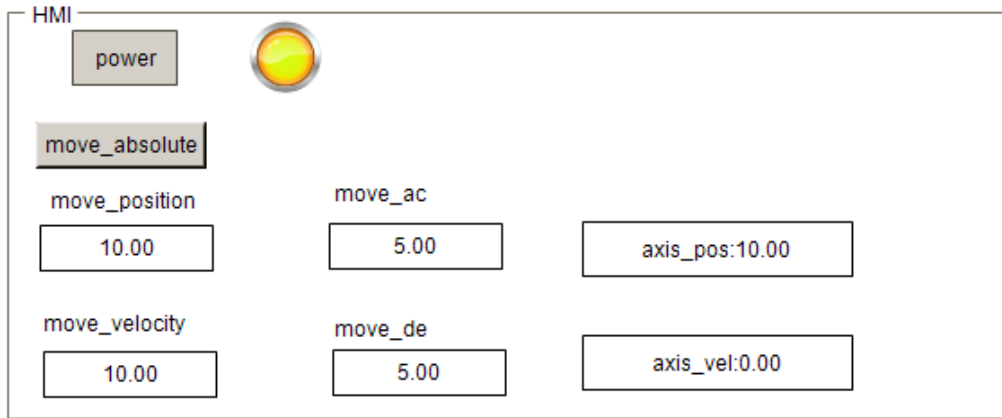 HMI
power
move_absolute
move_position
move_ac
10.00
5.00
axis_pos:10.00
move_velocity
move_de
10.00
5.00
axis_vel:0.00